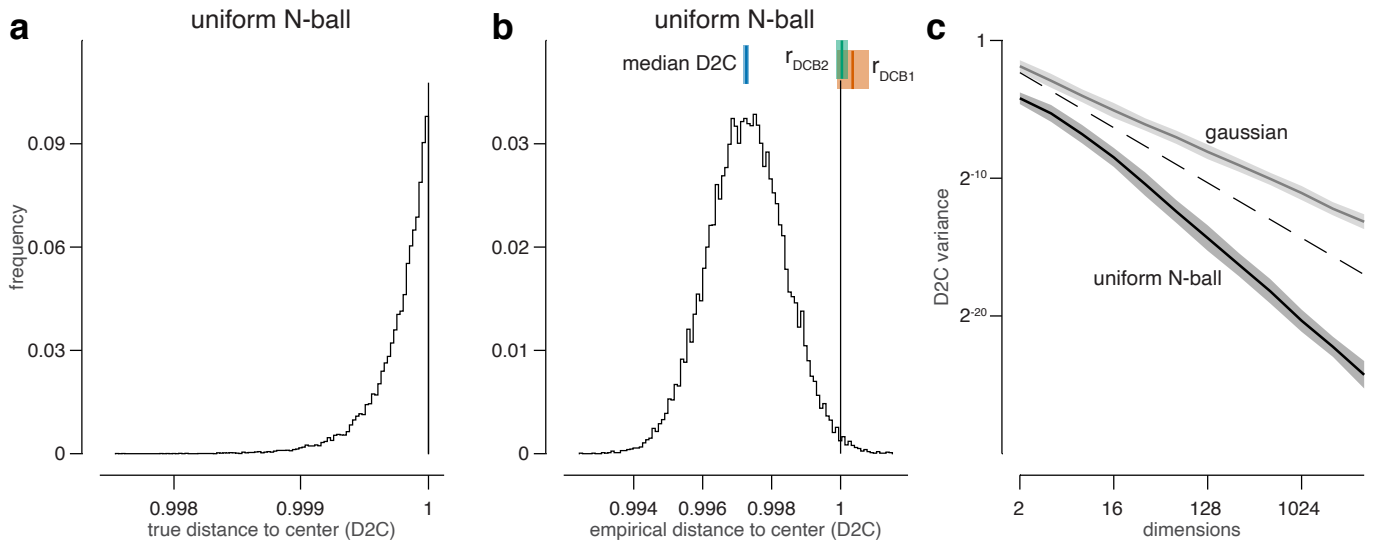 a
uniform N-ball
frequency
0.09
0.06
0.03
0
0.998
0.999
1
true distance to center (D2C)
b
uniform N-ball
median D2C
rDCB2
rDCB1
0.03
0.02
0.01
0
0.994
0.996
0.998
1
empirical distance to center (D2C)
c
D2C variance
1
2-10
2-20
gaussian
uniform N-ball
2
16
128
1024
dimensions